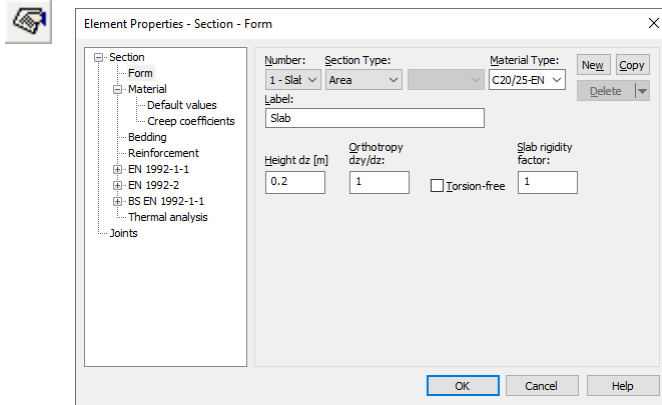 Element Properties - Section - Form
Section
Form
Material
Default values
Creep coefficients
Bedding
Reinforcement
EN 1992-1-1
EN 1992-2
BS EN 1992-1-1
Thermal analysis
Joints
Number: Section Type: Material Type:
1 - Slat Area C20/25-EN New Copy
Delete
Label:
Slab
Height dz [m] Orthotropy dzy/dz: Slab rigidity factor:
0.2 1 Torsion-free 1
OK Cancel Help